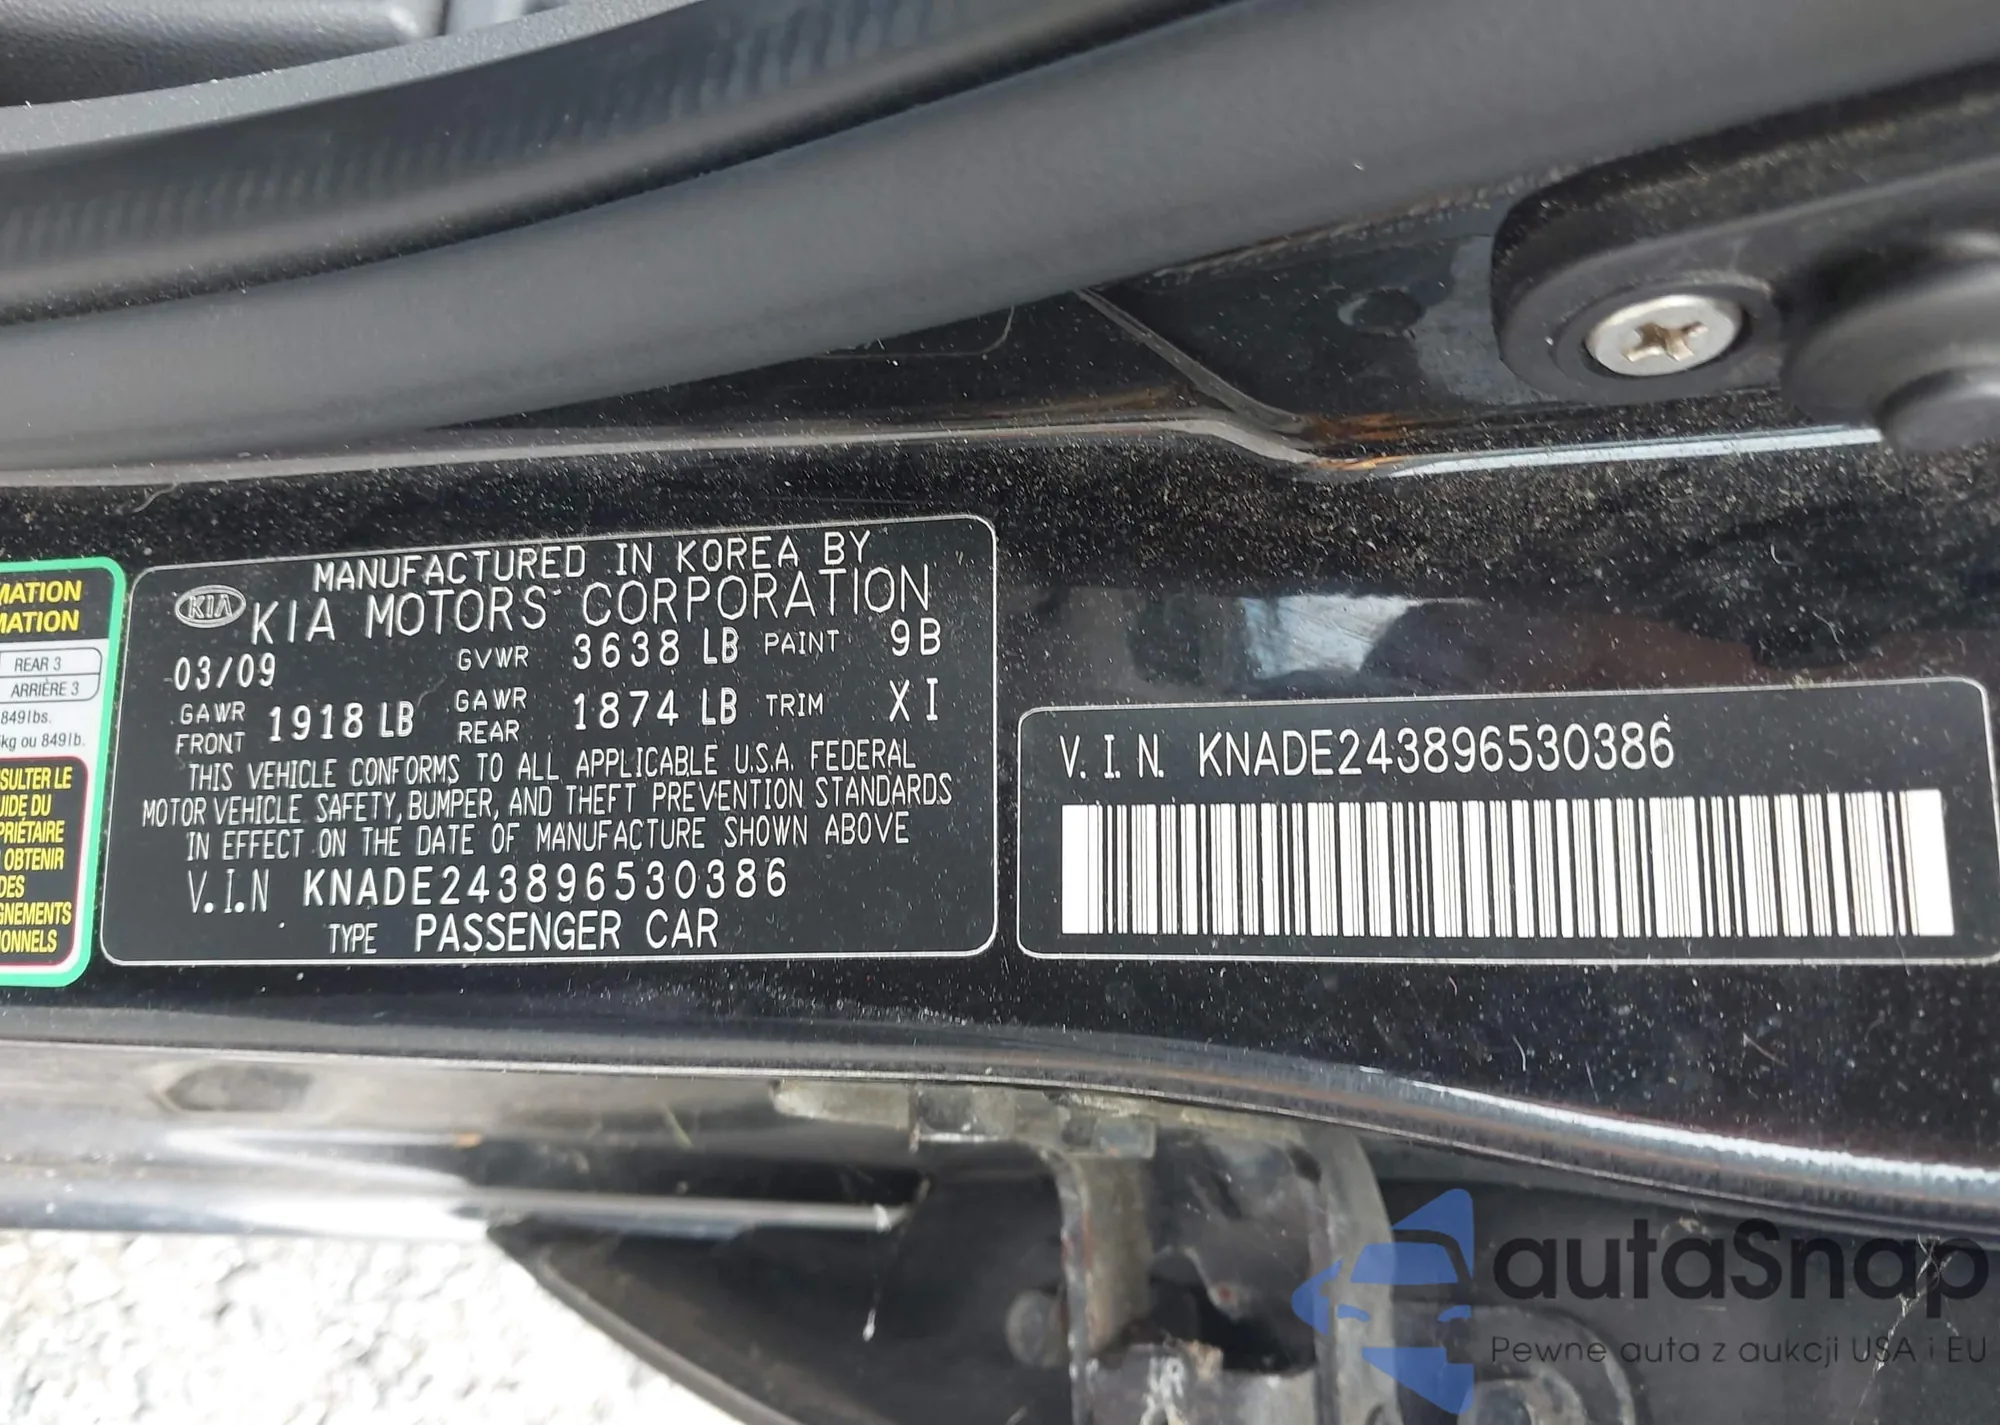 MATION
MATION
REAR 3
ARRIÈRE 3
849lbs.
kg ou 849lb.
SULTER LE
UIDE DU
PRIÉTAIRE
OBTENIR
DES
GNEMENTS
IONNELS
MANUFACTURED IN KOREA BY
KIA KIA MOTORS CORPORATION
03/09 GVWR 3638 LB PAINT 9B
GAWR FRONT 1918 LB GAWR REAR 1874 LB TRIM XI
THIS VEHICLE CONFORMS TO ALL APPLICABLE U.S.A. FEDERAL
MOTOR VEHICLE SAFETY, BUMPER, AND THEFT PREVENTION STANDARDS
IN EFFECT ON THE DATE OF MANUFACTURE SHOWN ABOVE
V.I.N KNADE243896530386
TYPE PASSENGER CAR
V.I.N. KNADE243896530386
autaSnap
Pewne auta z aukcji USA i EU